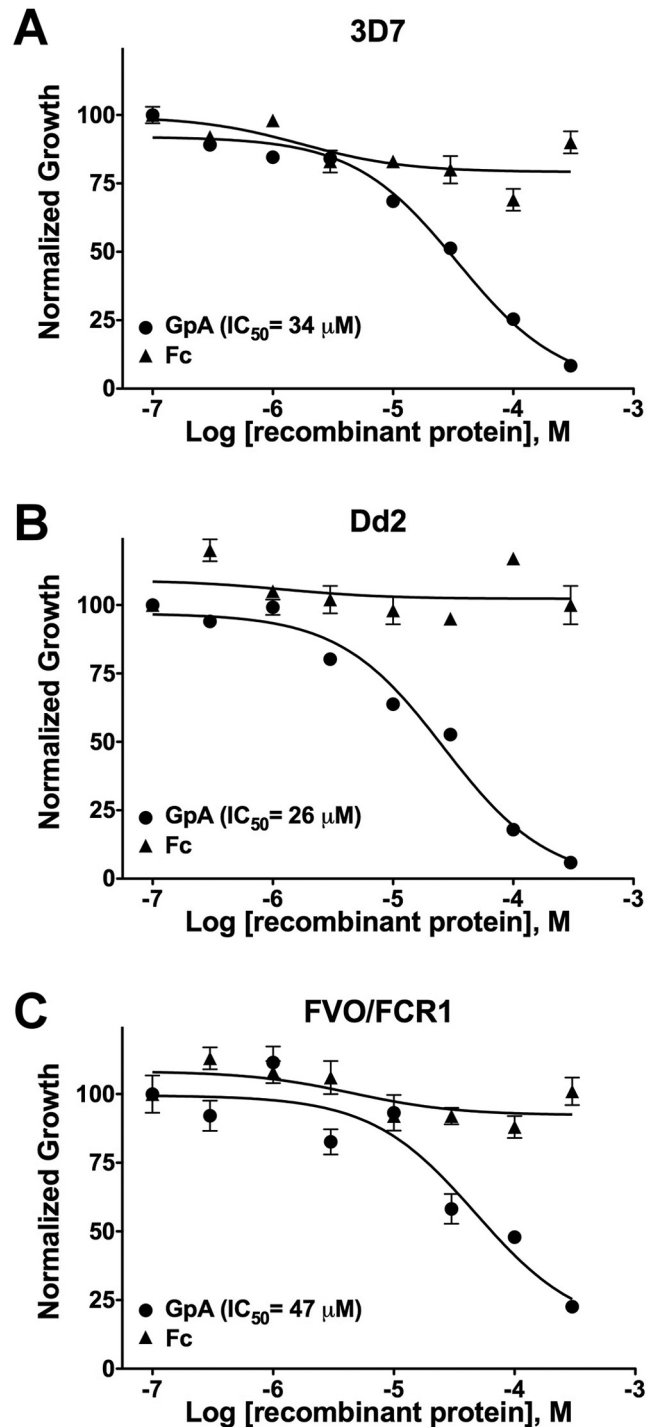 A
3D7
Normalized Growth
100
75
50
25
0
GpA (IC50= 34 μM)
Fc
-7 -6 -5 -4 -3
Log [recombinant protein], M
B
Dd2
Normalized Growth
100
75
50
25
0
GpA (IC50= 26 μM)
Fc
-7 -6 -5 -4 -3
Log [recombinant protein], M
C
FVO/FCR1
Normalized Growth
100
75
50
25
0
GpA (IC50= 47 μM)
Fc
-7 -6 -5 -4 -3
Log [recombinant protein], M